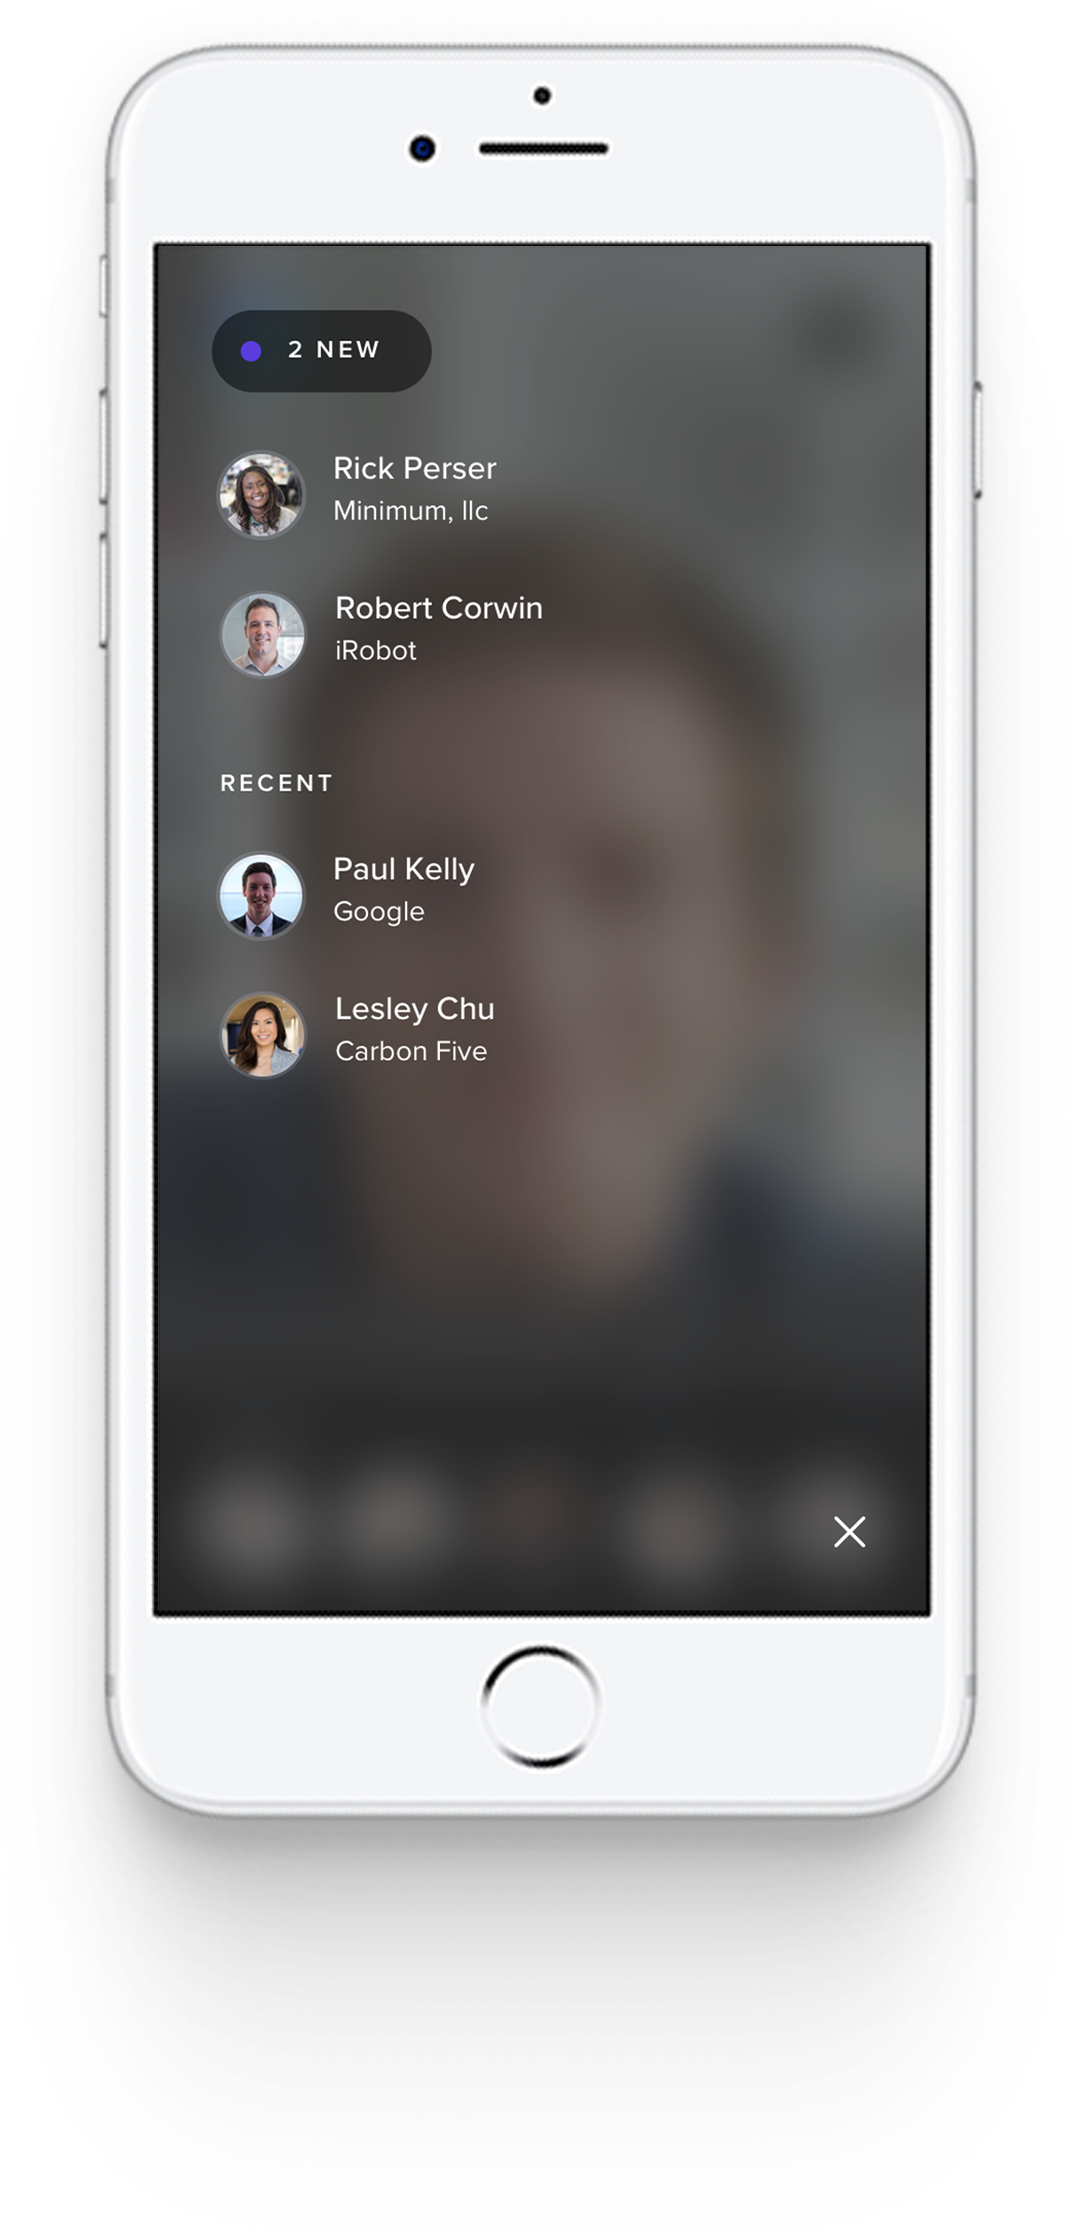 2 NEW
Rick Perser
Minimum, llc
Robert Corwin
iRobot
RECENT
Paul Kelly
Google
Lesley Chu
Carbon Five